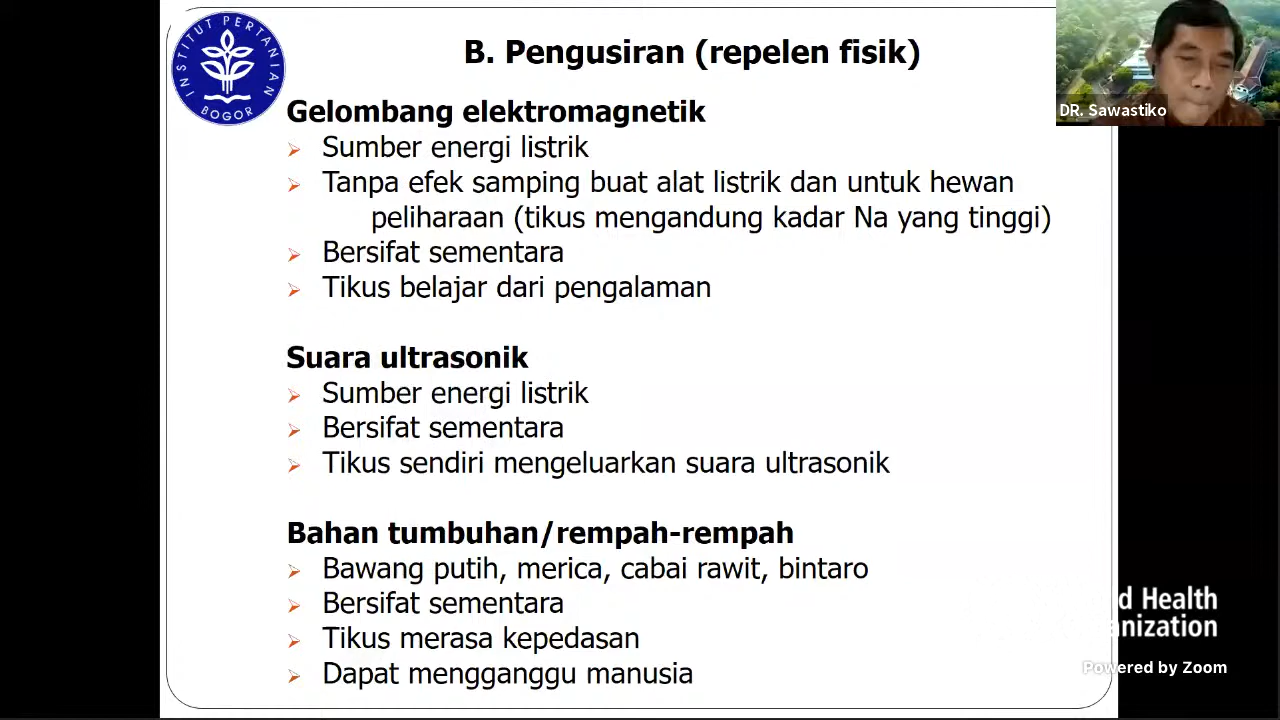 INSTITUT PERTANIAN
BOGOR
B. Pengusiran (repelen fisik)
DR. Sawastiko
Gelombang elektromagnetik
Sumber energi listrik
Tanpa efek samping buat alat listrik dan untuk hewan
peliharaan (tikus mengandung kadar Na yang tinggi)
Bersifat sementara
Tikus belajar dari pengalaman
Suara ultrasonik
Sumber energi listrik
Bersifat sementara
Tikus sendiri mengeluarkan suara ultrasonik
Bahan tumbuhan/rempah-rempah
Bawang putih, merica, cabai rawit, bintaro
Bersifat sementara
Tikus merasa kepedasan
Dapat mengganggu manusia
d Health
anization
Powered by Zoom